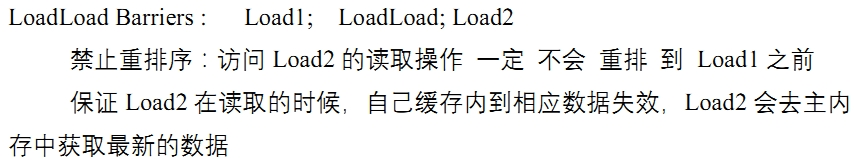 LoadLoad Barriers : Load1; LoadLoad; Load2
禁止重排序：访问 Load2 的读取操作 一定 不会 重排 到 Load1 之前
保证 Load2 在读取的时候，自己缓存内到相应数据失效，Load2 会去主内
存中获取最新的数据